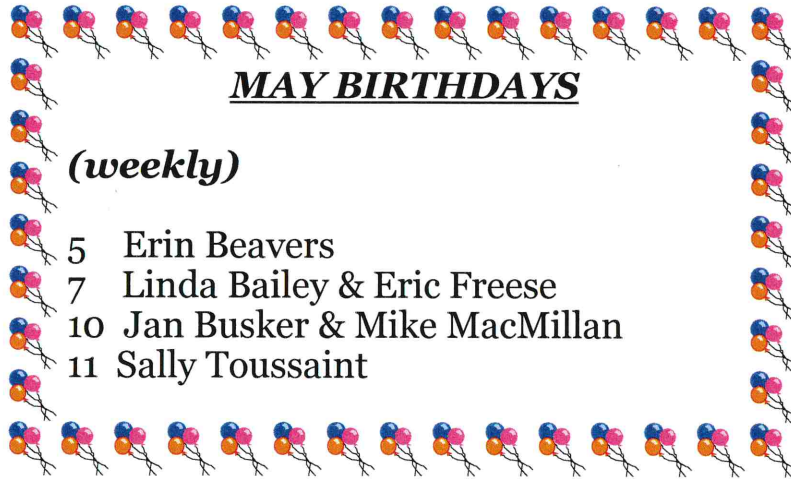 MAY BIRTHDAYS
(weekly)
5 Erin Beavers
7 Linda Bailey & Eric Freese
10 Jan Busker & Mike MacMillan
11 Sally Toussaint